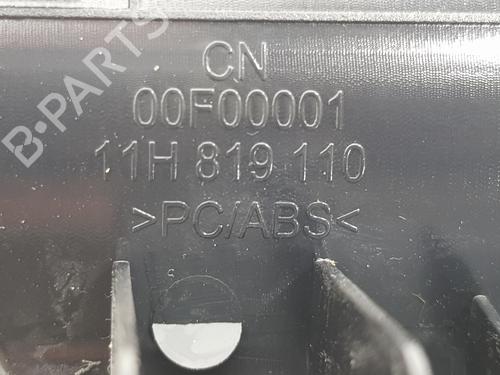 CN
00F00001
11H 819 110
>PC/ABS<
B-PARTS